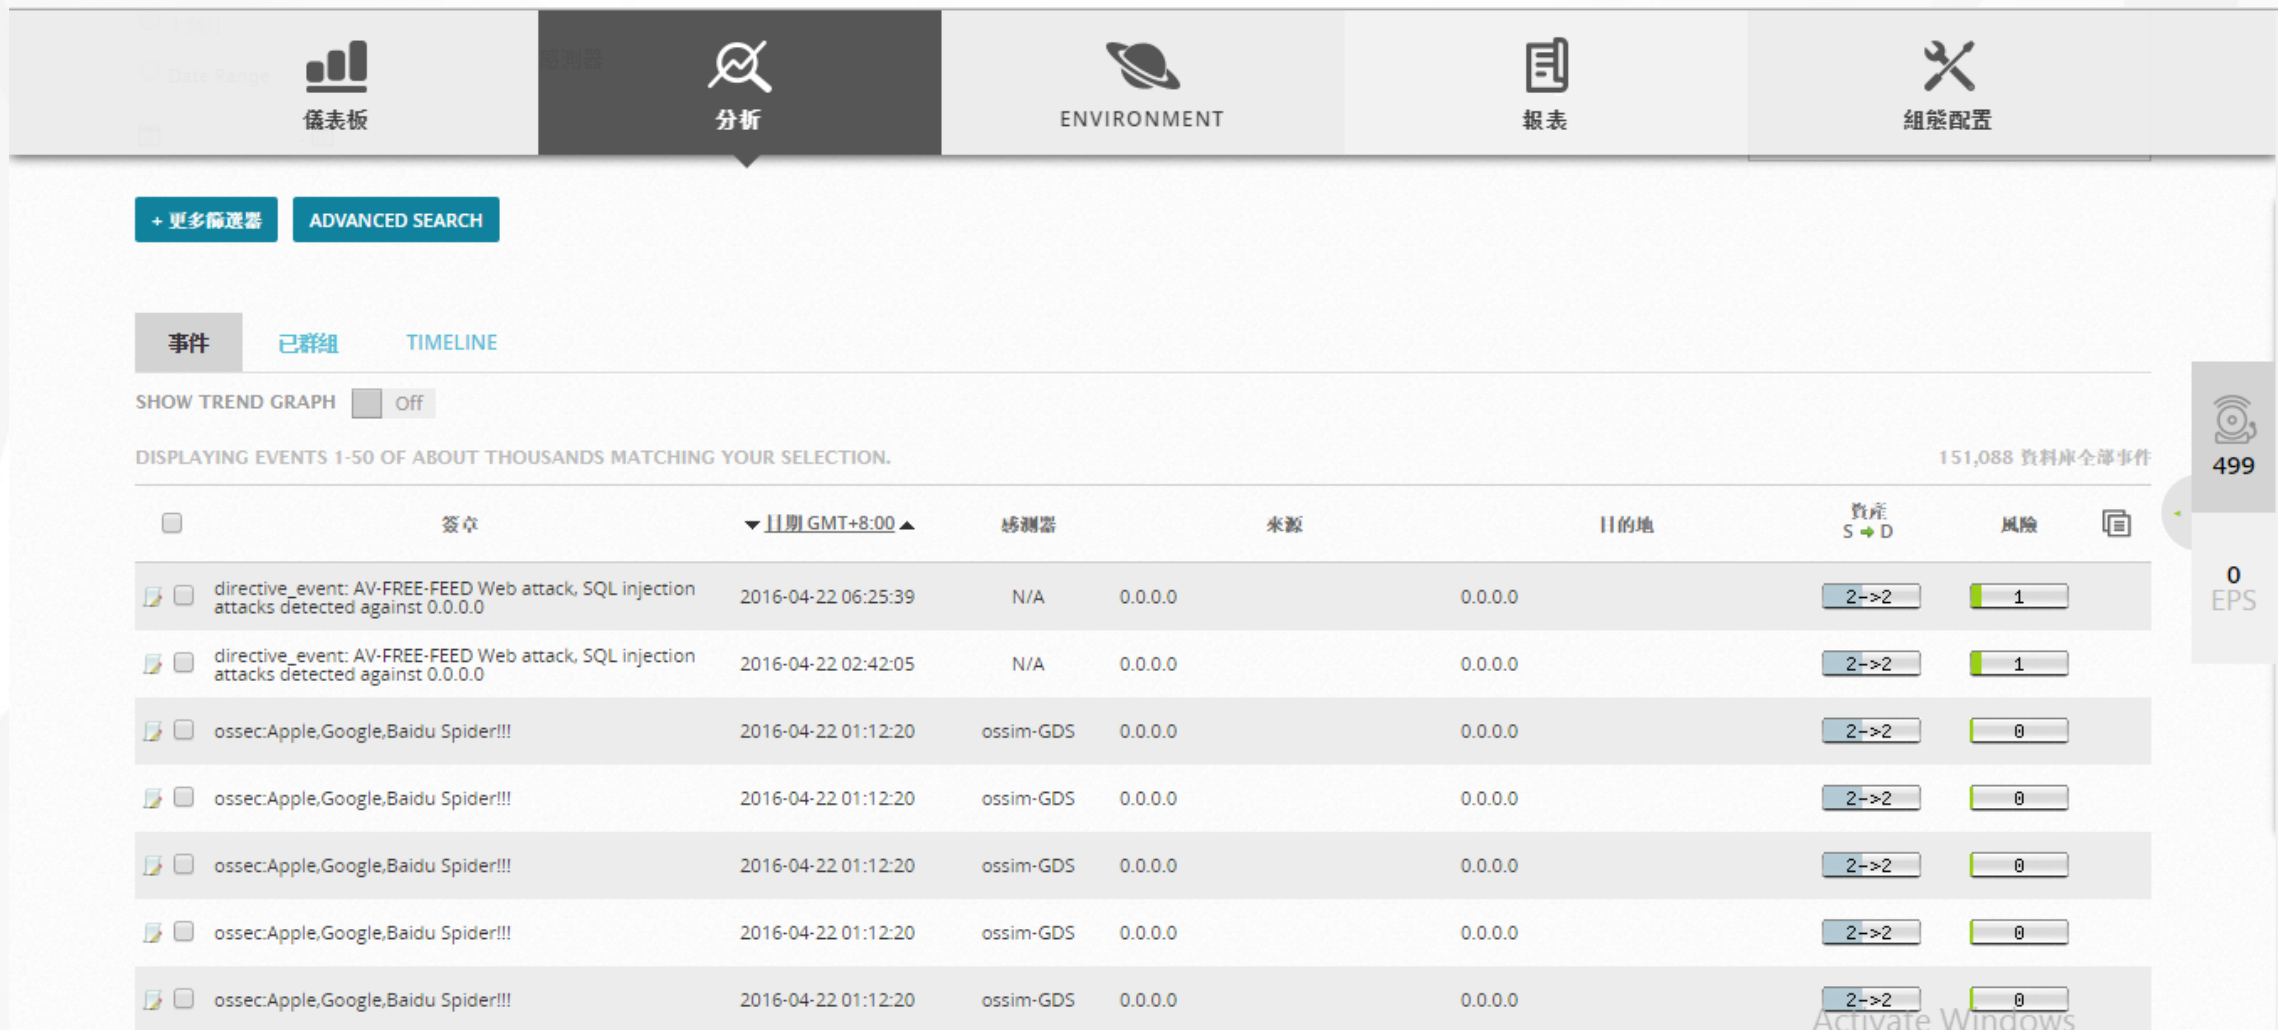 Date Range
感測器
儀表板
分析
ENVIRONMENT
報表
組態配置
+ 更多篩選器
ADVANCED SEARCH
事件
已群組
TIMELINE
SHOW TREND GRAPH
Off
DISPLAYING EVENTS 1-50 OF ABOUT THOUSANDS MATCHING YOUR SELECTION.
151,088 資料庫全部事件
499
0
EPS
簽章
日期 GMT+8:00
感測器
來源
目的地
資產
S D
風險
directive_event: AV-FREE-FEED Web attack, SQL injection
attacks detected against 0.0.0.0
2016-04-22 06:25:39
N/A
0.0.0.0
0.0.0.0
2->2
1
directive_event: AV-FREE-FEED Web attack, SQL injection
attacks detected against 0.0.0.0
2016-04-22 02:42:05
N/A
0.0.0.0
0.0.0.0
2->2
1
ossec:Apple,Google,Baidu Spider!!!
2016-04-22 01:12:20
ossim-GDS
0.0.0.0
0.0.0.0
2->2
0
ossec:Apple,Google,Baidu Spider!!!
2016-04-22 01:12:20
ossim-GDS
0.0.0.0
0.0.0.0
2->2
0
ossec:Apple,Google,Baidu Spider!!!
2016-04-22 01:12:20
ossim-GDS
0.0.0.0
0.0.0.0
2->2
0
ossec:Apple,Google,Baidu Spider!!!
2016-04-22 01:12:20
ossim-GDS
0.0.0.0
0.0.0.0
2->2
0
ossec:Apple,Google,Baidu Spider!!!
2016-04-22 01:12:20
ossim-GDS
0.0.0.0
0.0.0.0
2->2
0
Activate Windows